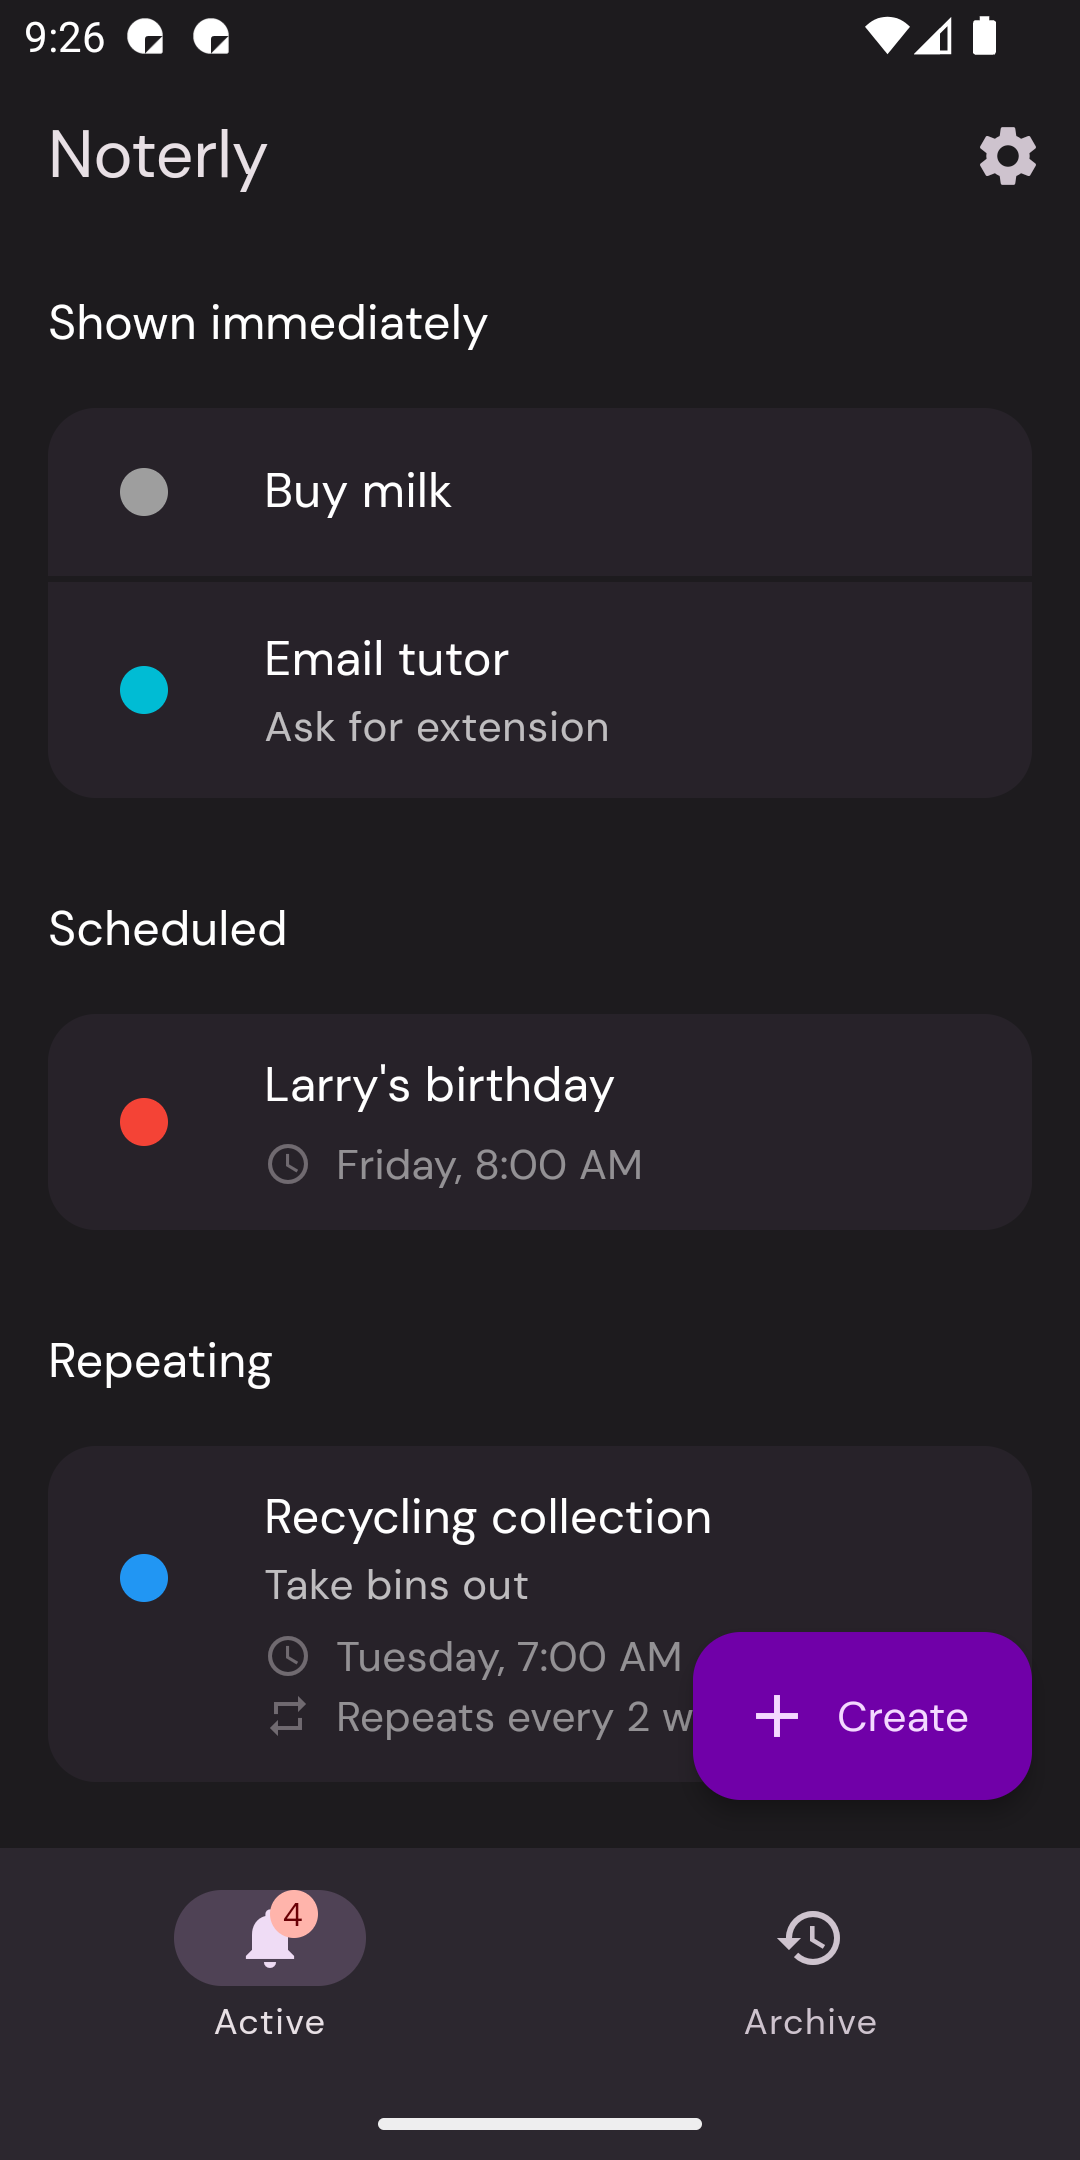 9:26
Noterly
Shown immediately
Buy milk
Email tutor
Ask for extension
Scheduled
Larry's birthday
Friday, 8:00 AM
Repeating
Recycling collection
Take bins out
Tuesday, 7:00 AM
Repeats every 2 w
Create
4
Active
Archive